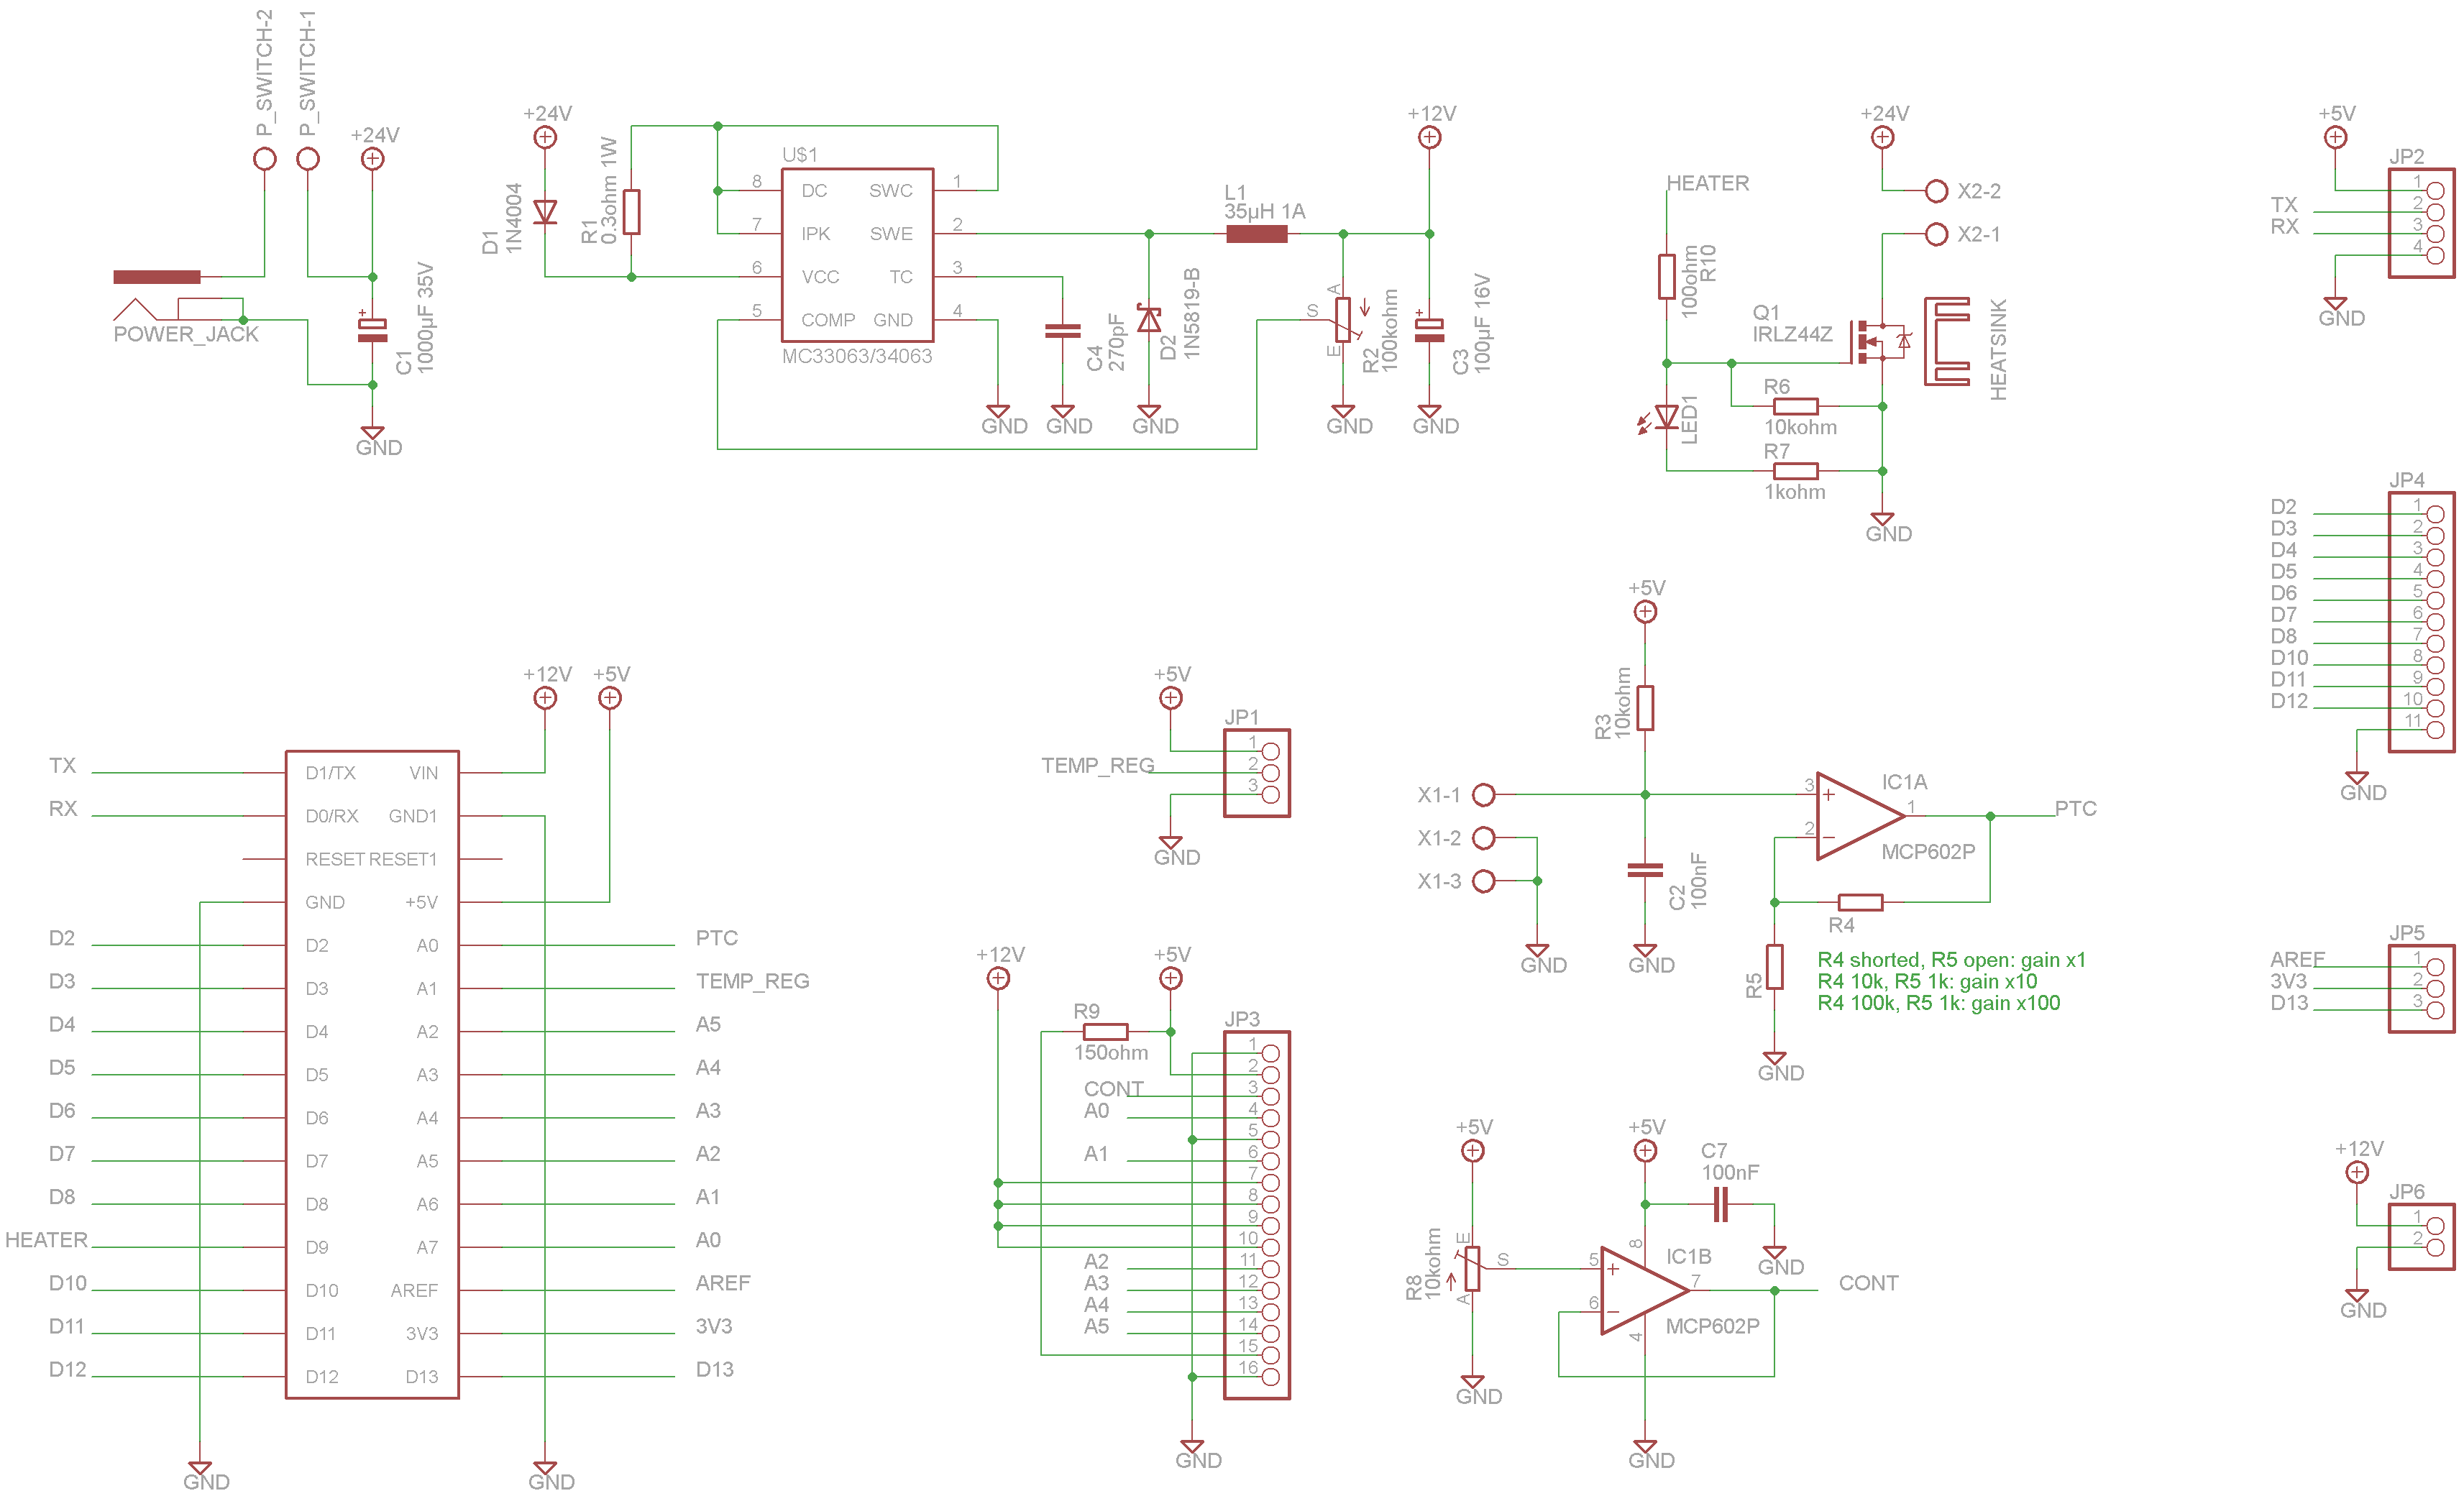 P_SWITCH-2
P_SWITCH-1
+24V
POWER_JACK
C1
1000µF 35V
GND
+24V
D1
1N4004
R1
0.3ohm 1W
U$1
8 DC SWC 1
7 IPK SWE 2
6 VCC TC 3
5 COMP GND 4
MC33063/34063
GND
C4
270pF
GND
D2
1N5819-B
GND
L1
35µH 1A
A
S
E
R2
100kohm
GND
+12V
+
C3
100µF 16V
GND
HEATER
100ohm
R10
LED1
+24V
X2-2
X2-1
Q1
IRLZ44Z
HEATSINK
R6
10kohm
R7
1kohm
GND
+5V
JP2
1
TX 2
RX 3
4
GND
JP4
D2 1
D3 2
D4 3
D5 4
D6 5
D7 6
D8 7
D10 8
D11 9
D12 10
11
GND
+12V
+5V
TX D1/TX VIN
RX D0/RX GND1
RESET RESET1
GND +5V
D2 D2 A0 PTC
D3 D3 A1 TEMP_REG
D4 D4 A2 A5
D5 D5 A3 A4
D6 D6 A4 A3
D7 D7 A5 A2
D8 D8 A6 A1
HEATER D9 A7 A0
D10 D10 AREF AREF
D11 D11 3V3 3V3
D12 D12 D13 D13
GND
GND
+5V
JP1
1
TEMP_REG 2
3
GND
+12V
+5V
R9
150ohm
JP3
1
2
CONT 3
A0 4
5
A1 6
7
8
9
10
A2 11
A3 12
A4 13
A5 14
15
16
GND
+5V
R3
10kohm
X1-1
X1-2
X1-3
GND
C2
100nF
GND
3
2
1
IC1A
MCP602P
PTC
R4
R5
GND
R4 shorted, R5 open: gain x1
R4 10k, R5 1k: gain x10
R4 100k, R5 1k: gain x100
+5V
E
S
A
R8
10kohm
GND
+5V
C7
100nF
GND
8
5
6
7
4
IC1B
MCP602P
CONT
GND
JP5
AREF 1
3V3 2
D13 3
+12V
JP6
1
2
GND